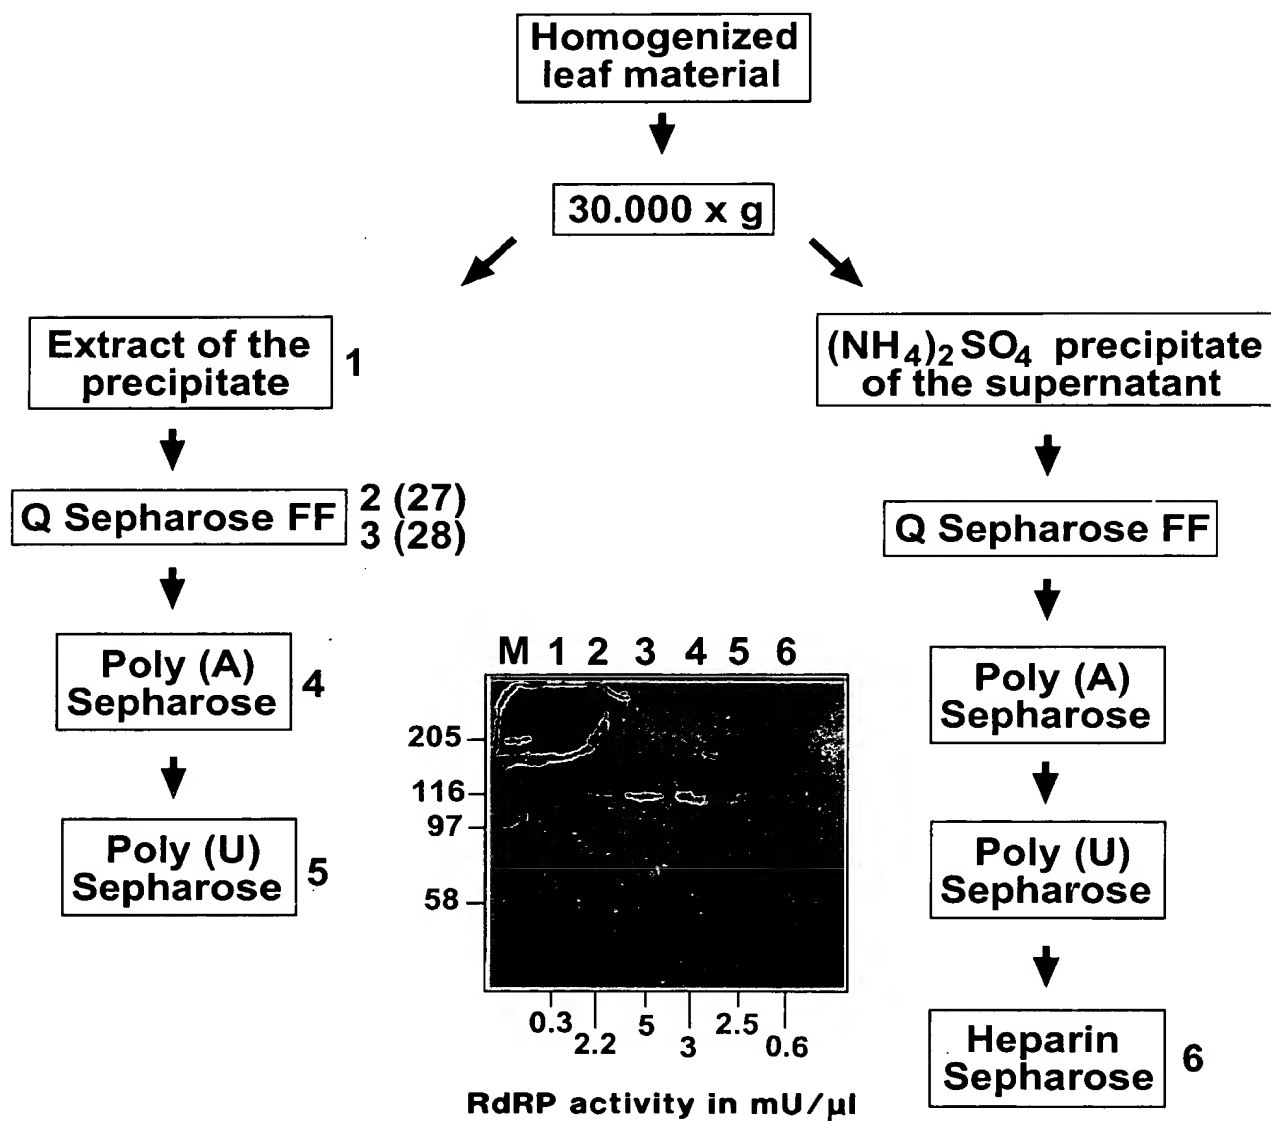 Homogenized
leaf material
30.000 x g
Extract of the
precipitate
1
(NH₄)₂SO₄ precipitate
of the supernatant
Q Sepharose FF
2 (27)
3 (28)
Q Sepharose FF
Poly (A)
Sepharose
4
Poly (A)
Sepharose
Poly (U)
Sepharose
5
Poly (U)
Sepharose
Heparin
Sepharose
6
M 1 2 3 4 5 6
205
116
97
58
0.3 2.2 5 3 2.5 0.6
RdRP activity in mU/μl